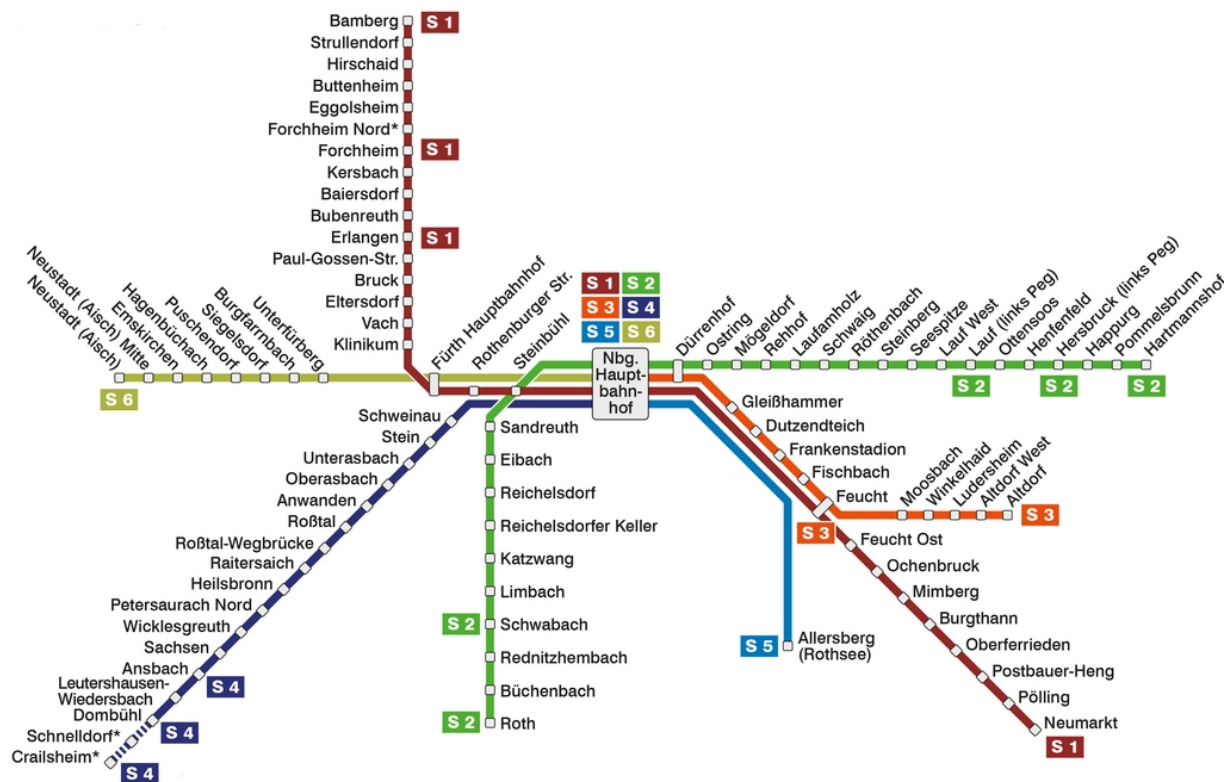 Bamberg
S 1
Strullendorf
Hirschaid
Buttenheim
Eggolsheim
Forchheim Nord*
Forchheim
S 1
Kersbach
Baiersdorf
Bubenreuth
Erlangen
S 1
Paul-Gossen-Str.
Bruck
Eltersdorf
Vach
Klinikum
Neustadt (Aisch)
Neustadt (Aisch) Mitte
Emskirchen
Hagenbüchach
Puschendorf
Siegelsdorf
Burgfarrnbach
Unterfürberg
S 6
Fürth Hauptbahnhof
Rothenburger Str.
Steinbühl
S 1
S 2
S 3
S 4
S 5
S 6
Nbg.
Haupt-
bahn-
hof
Dürrenhof
Ostring
Mögeldorf
Rehhof
Laufamholz
Schwaig
Röthenbach
Steinberg
Seespitze
Lauf West
Lauf (links Peg)
Ottensoos
Henfenfeld
Hersbruck (links Peg)
Happurg
Pommelsbrunn
Hartmannshof
S 2
S 2
S 2
Gleißhammer
Dutzendteich
Frankenstadion
Fischbach
Feucht
S 3
Moosbach
Winkelhaid
Ludersheim
Altdorf West
Altdorf
S 3
Feucht Ost
Ochenbruck
Mimberg
Burgthann
Oberferrieden
Postbauer-Heng
Pölling
Neumarkt
S 1
S 5
Allersberg
(Rothsee)
Sandreuth
Eibach
Reichelsdorf
Reichelsdorfer Keller
Katzwang
Limbach
S 2
Schwabach
Rednitzhembach
Büchenbach
S 2
Roth
Schweinau
Stein
Unterasbach
Oberasbach
Anwanden
Roßtal
Roßtal-Wegbrücke
Raitersaich
Heilsbronn
Petersaurach Nord
Wicklesgreuth
Sachsen
Ansbach
S 4
Leutershausen-
Wiedersbach
Dombühl
S 4
Schnelldorf*
Crailsheim*
S 4